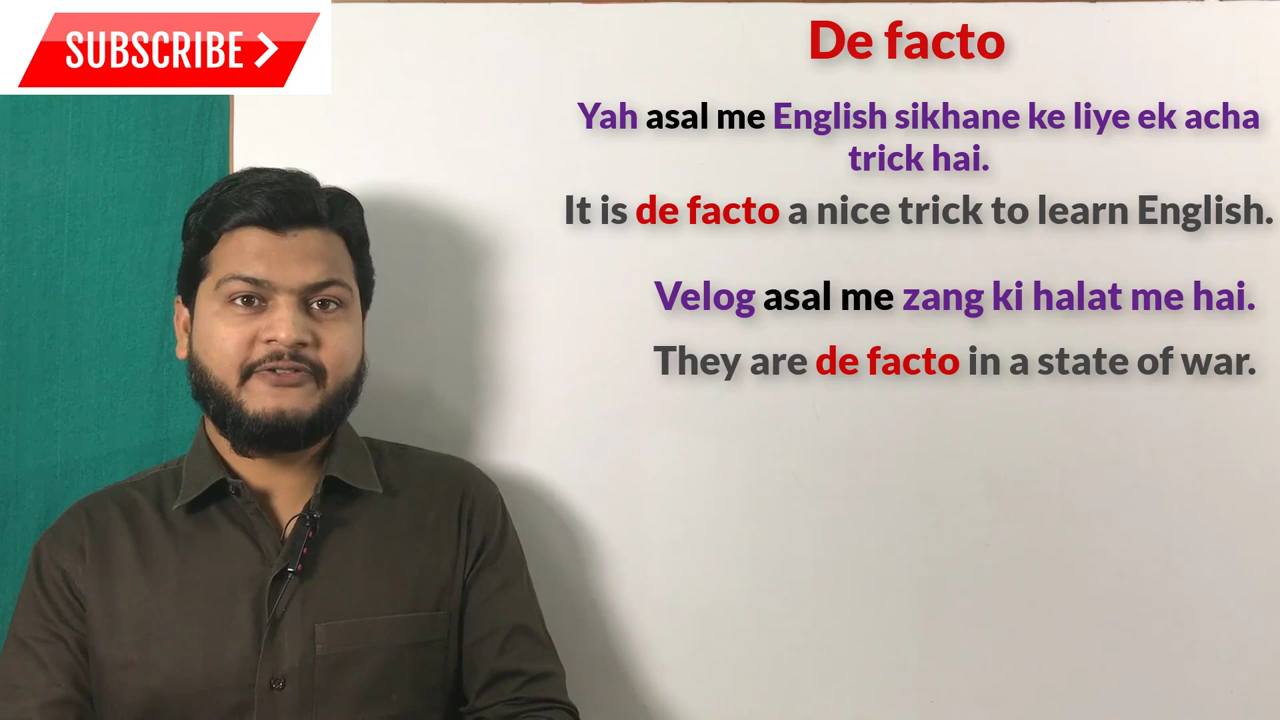 SUBSCRIBE
De facto
Yah asal me English sikhane ke liye ek acha
trick hai.
It is de facto a nice trick to learn English.
Velog asal me zang ki halat me hai.
They are de facto in a state of war.